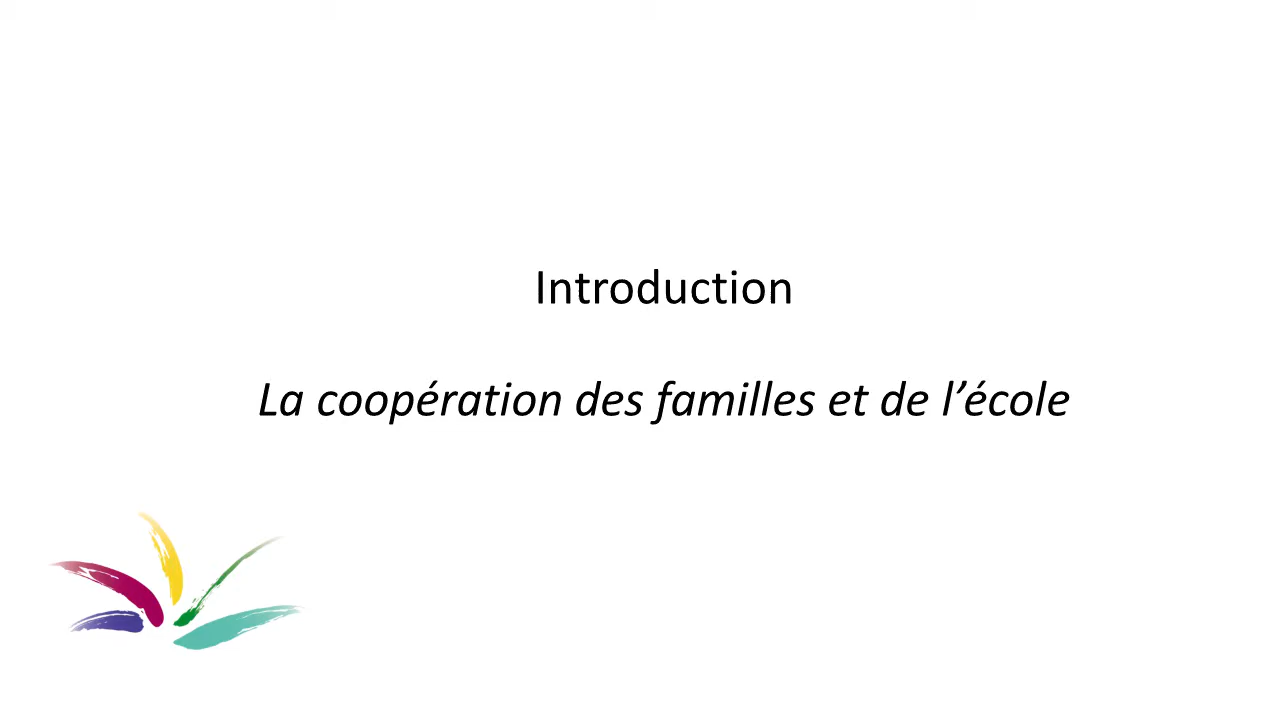 Introduction
La coopération des familles et de l’école